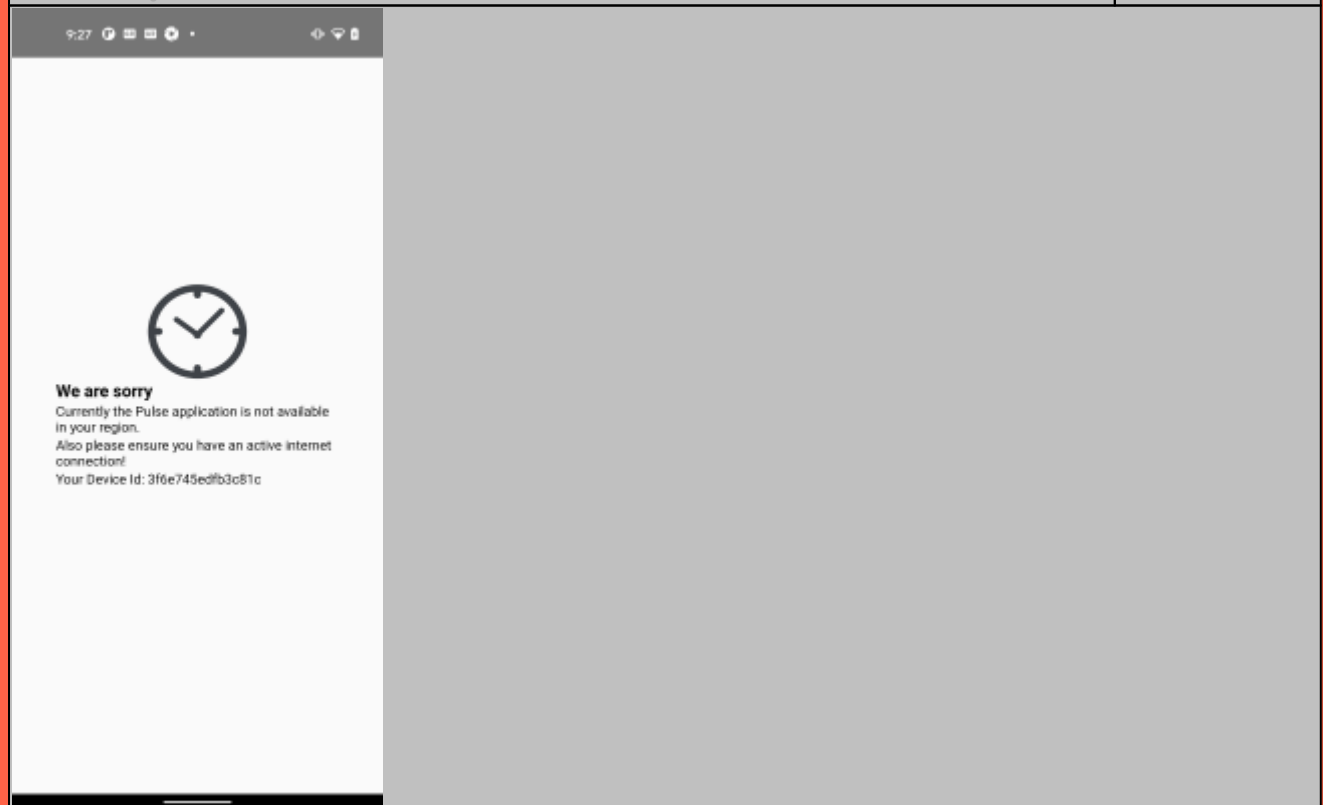 9:27
We are sorry
Currently the Pulse application is not available
in your region.
Also please ensure you have an active internet
connection!
Your Device Id: 3f6e745edfb3c81c